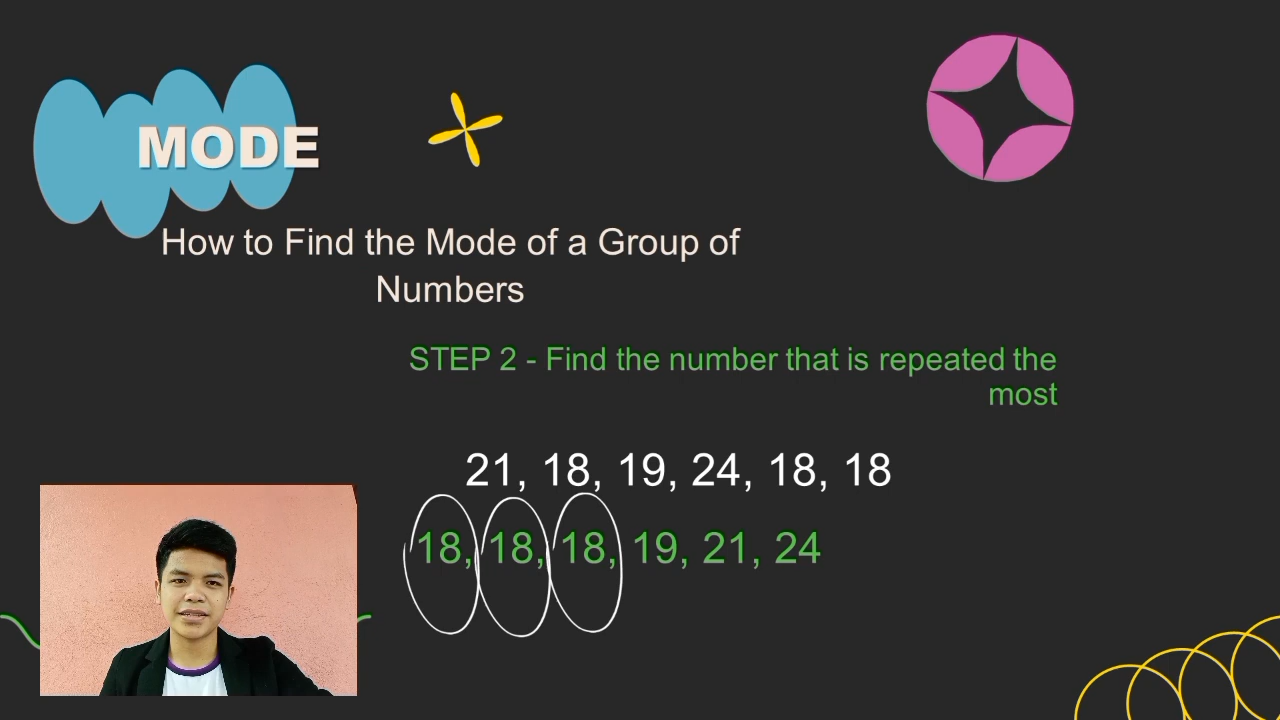 MODE
How to Find the Mode of a Group of
Numbers
STEP 2 - Find the number that is repeated the
most
21, 18, 19, 24, 18, 18
18, 18, 18, 19, 21, 24